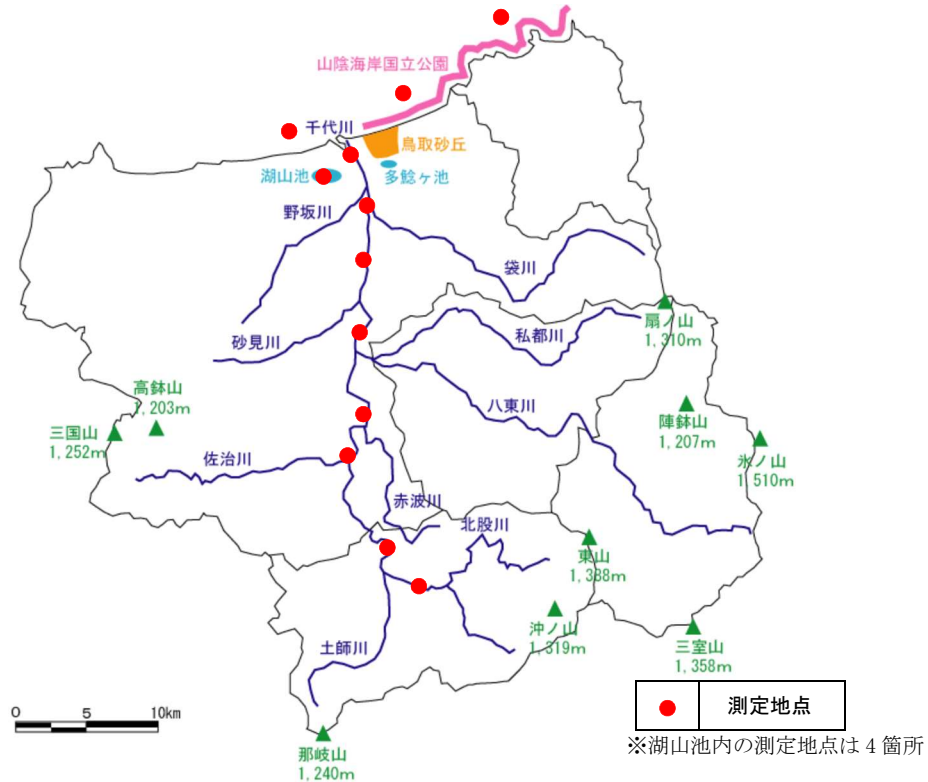 山陰海岸国立公園
千代川
鳥取砂丘
湖山池
多鯰ヶ池
野坂川
袋川
扇ノ山
1,310m
砂見川
私都川
高鉢山
1,203m
八東川
陣鉢山
1,207m
三国山
1,252m
氷ノ山
1,510m
佐治川
赤波川
北股川
東山
1,388m
沖ノ山
1,319m
土師川
三室山
1,358m
0 5 10km
測定地点
※湖山池内の測定地点は4箇所
那岐山
1,240m